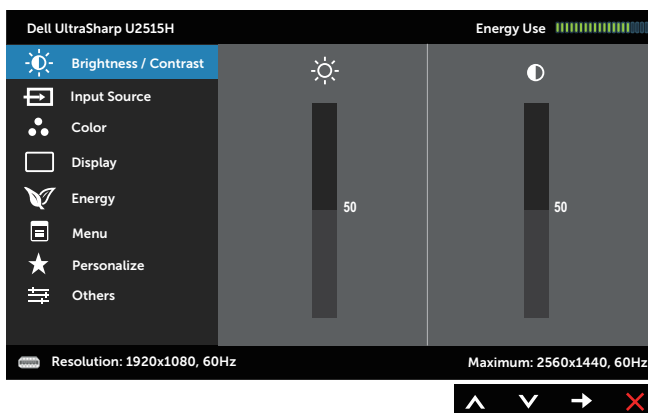 Dell UltraSharp U2515H Energy Use
Brightness / Contrast
Input Source
Color
Display
Energy
Menu
Personalize
Others
50 50
Resolution: 1920x1080, 60Hz Maximum: 2560x1440, 60Hz